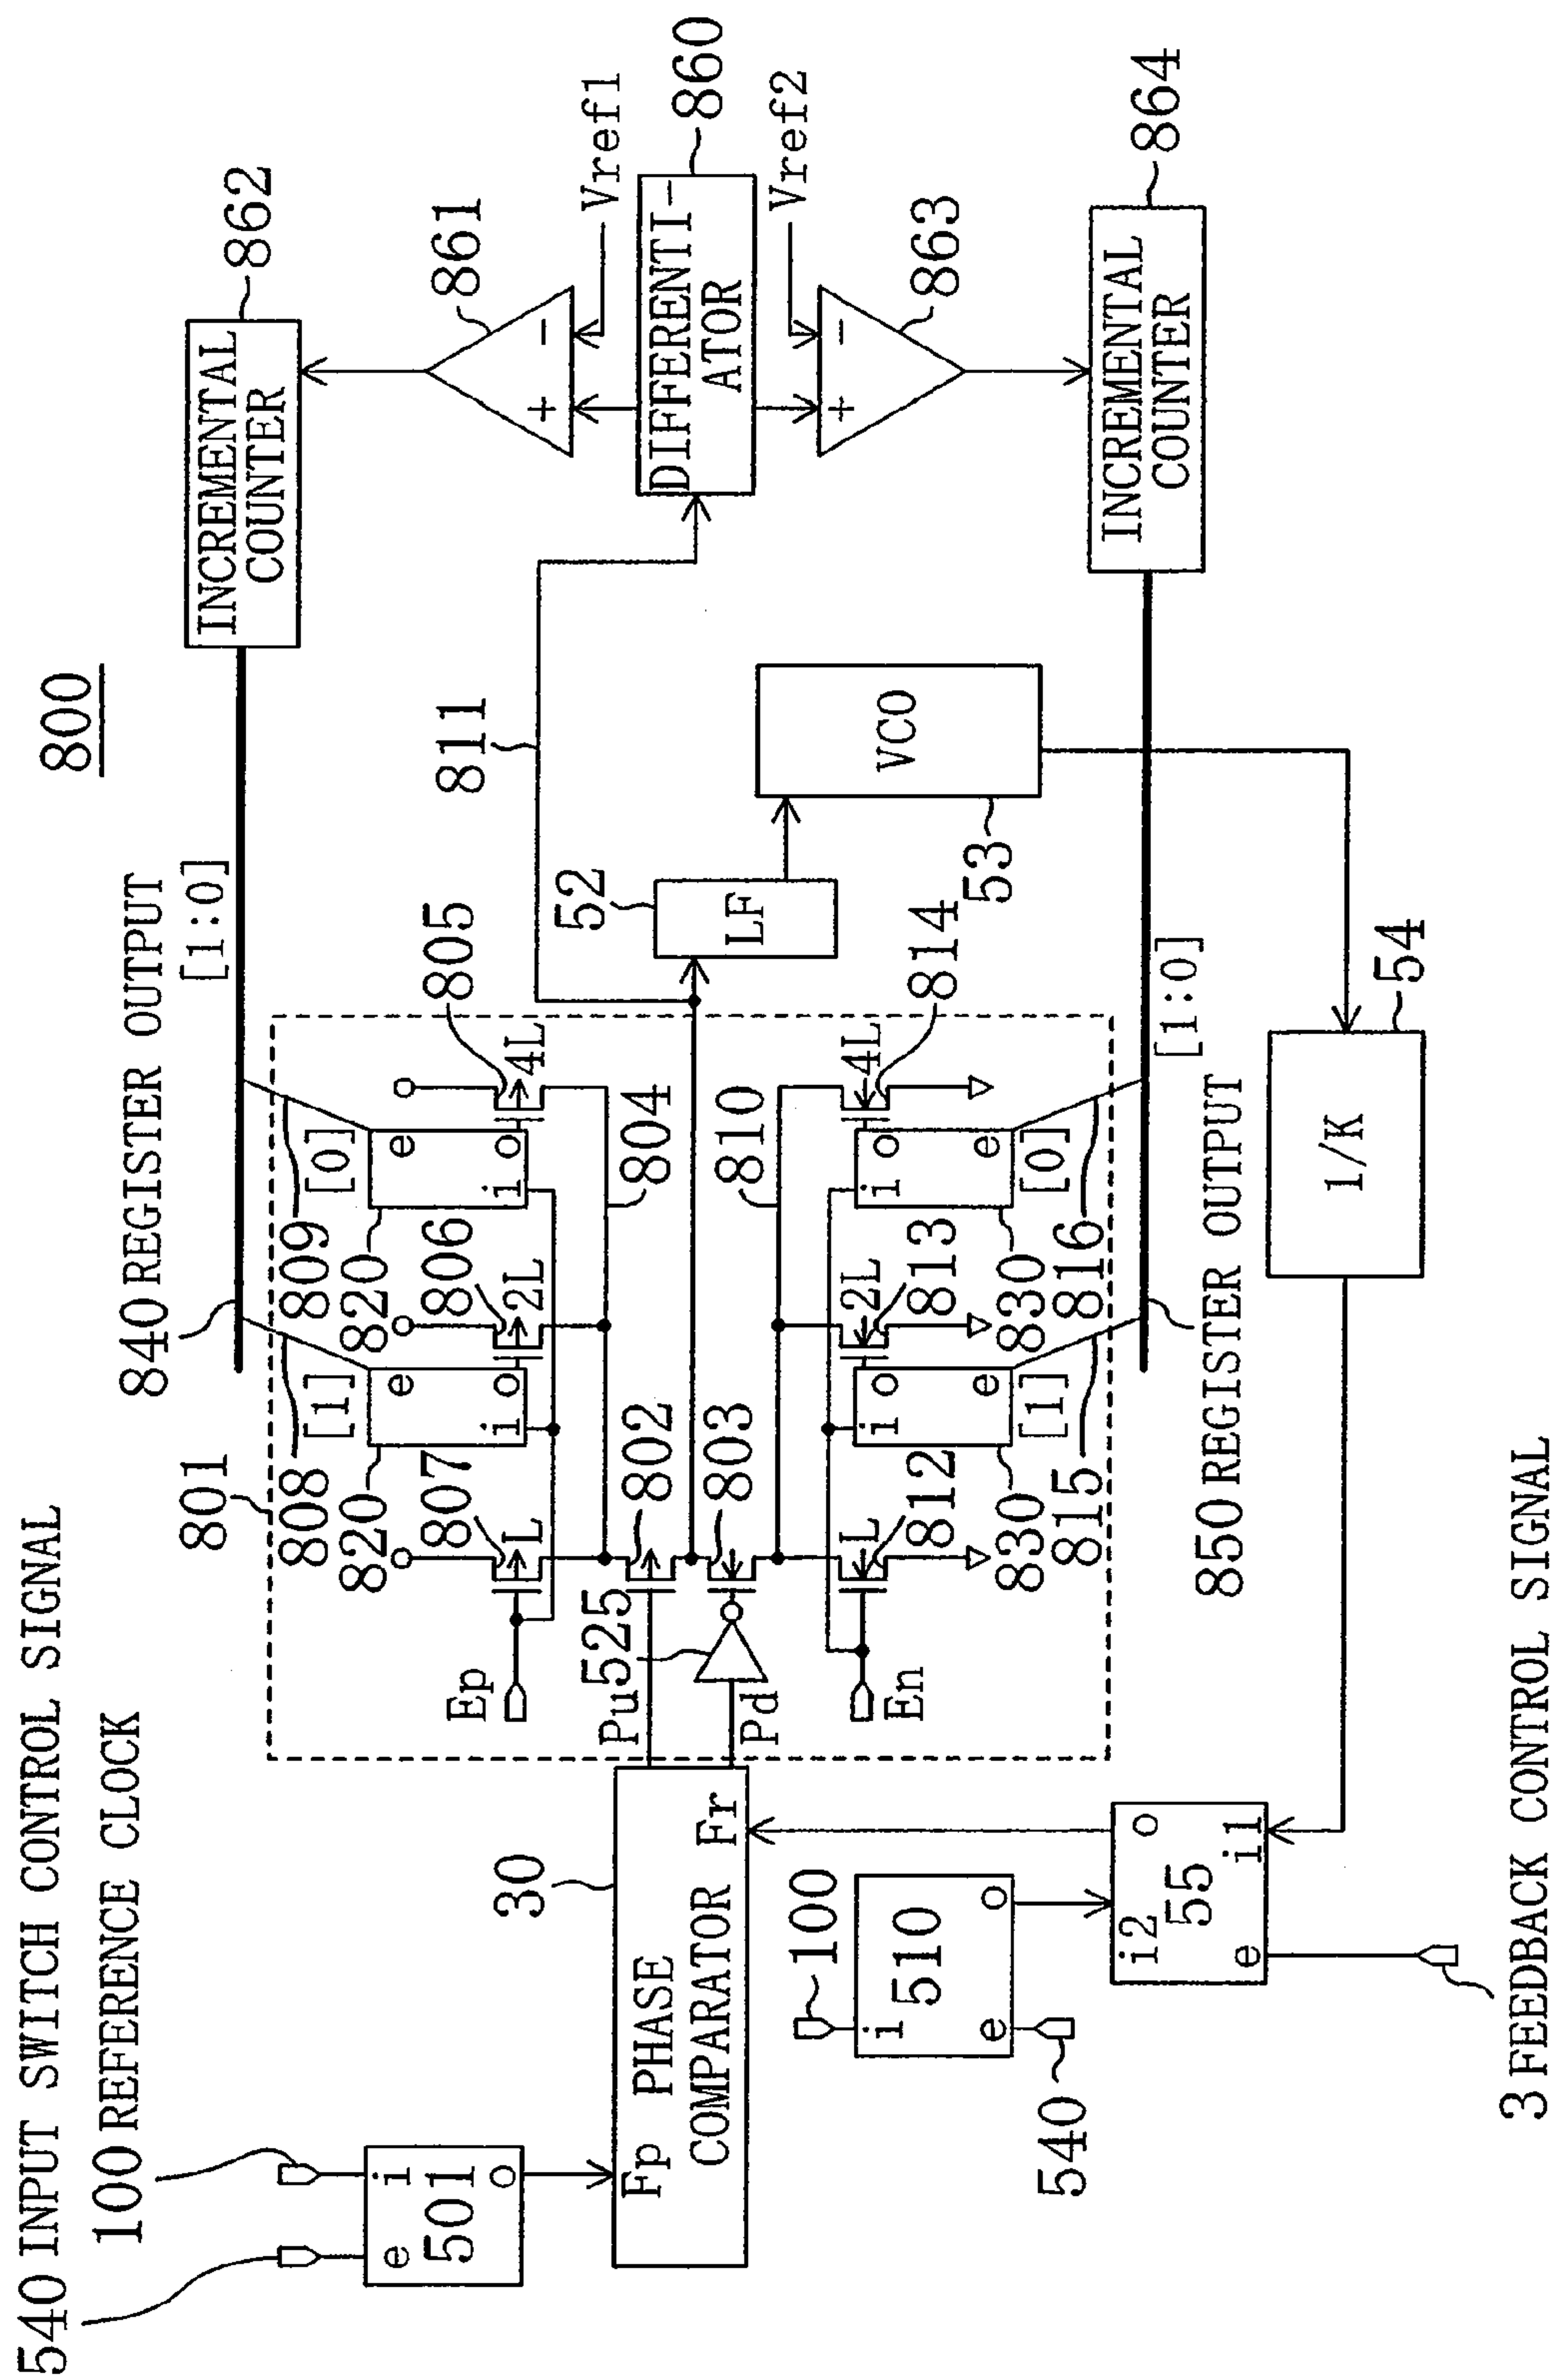 800
540 INPUT SWITCH CONTROL SIGNAL
100 REFERENCE CLOCK
840 REGISTER OUTPUT
[1:0]
INCREMENTAL
COUNTER
862
861
+
-
Vref1
DIFFERENTI-
ATOR
860
Vref2
+
-
863
INCREMENTAL
COUNTER
864
801
808
[1]
809
[0]
820
e
i
o
820
e
i
o
807
L
806
2L
805
4L
804
811
Ep
Pu
525
802
803
Pd
En
810
52
LF
VCO
53
812
L
813
2L
814
4L
i
o
e
830
[1]
i
o
e
830
[0]
815
816
850 REGISTER OUTPUT
[1:0]
1/K
54
e
i
501
o
30
Fp PHASE
COMPARATOR Fr
100
i
510
o
e
540
i2
o
55
e
i1
3 FEEDBACK CONTROL SIGNAL